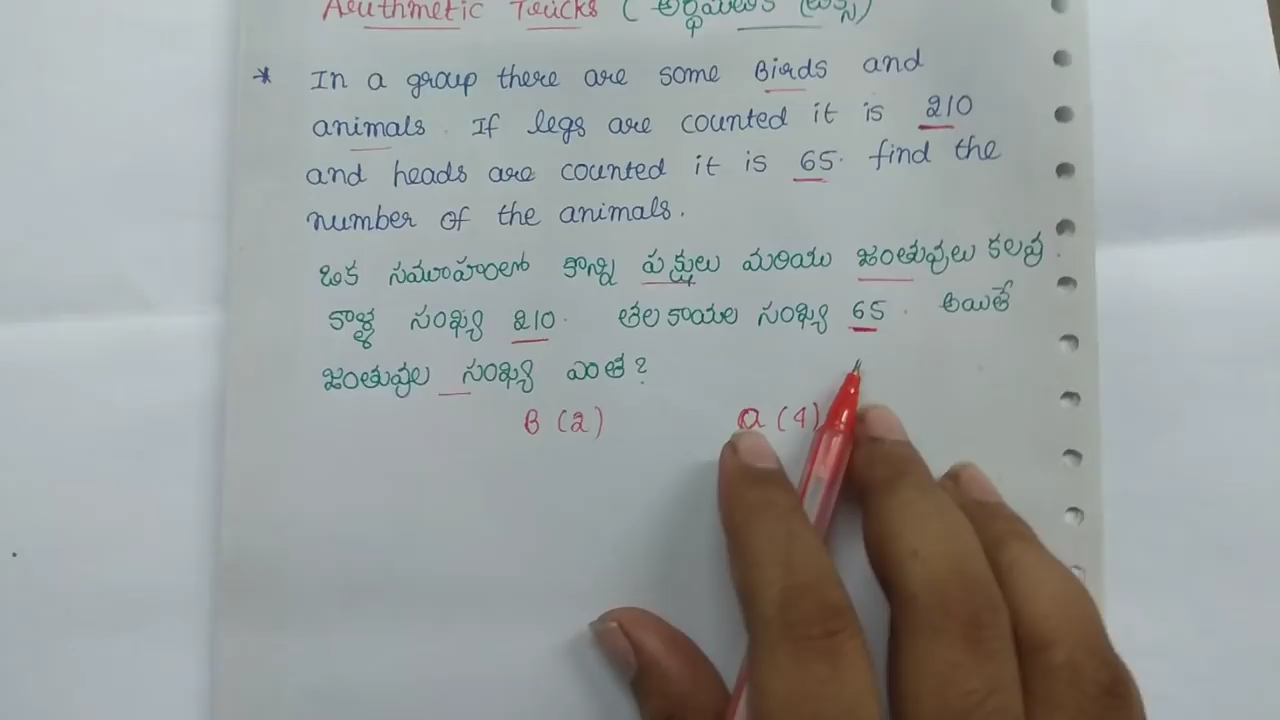 Arithmetic Tricks (అర్థమెటిక్ ట్రిక్స్)
* In a group there are some Birds and
animals. If legs are counted it is 210
and heads are counted it is 65. find the
number of the animals.
ఒక సమూహంలో కొన్ని పక్షులు మరియు జంతువులు కలవు.
కాళ్ళ సంఖ్య 210. తలకాయల సంఖ్య 65. అయితే
జంతువుల సంఖ్య ఎంత?
B (2) a (4)